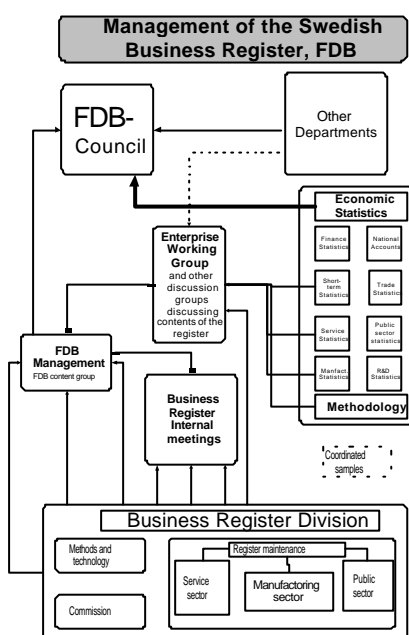 Management of the Swedish
Business Register, FDB
FDB-
Council
Other
Departments
Economic
Statistics
Finance
Statistics
National
Accounts
Short-
term
Statistics
Trade
Statistics
Service
Statistics
Public
sector
statistics
Manfact.
Statistics
R&D
Statistics
Methodology
Enterprise
Working
Group
and other
discussion
groups
discussing
contents of the
register
FDB
Management
FDB content group
Business
Register
Internal
meetings
Coordinated
samples
Business Register Division
Methods and
technology
Commission
Register maintenance
Service
sector
Manufactoring
sector
Public
sector